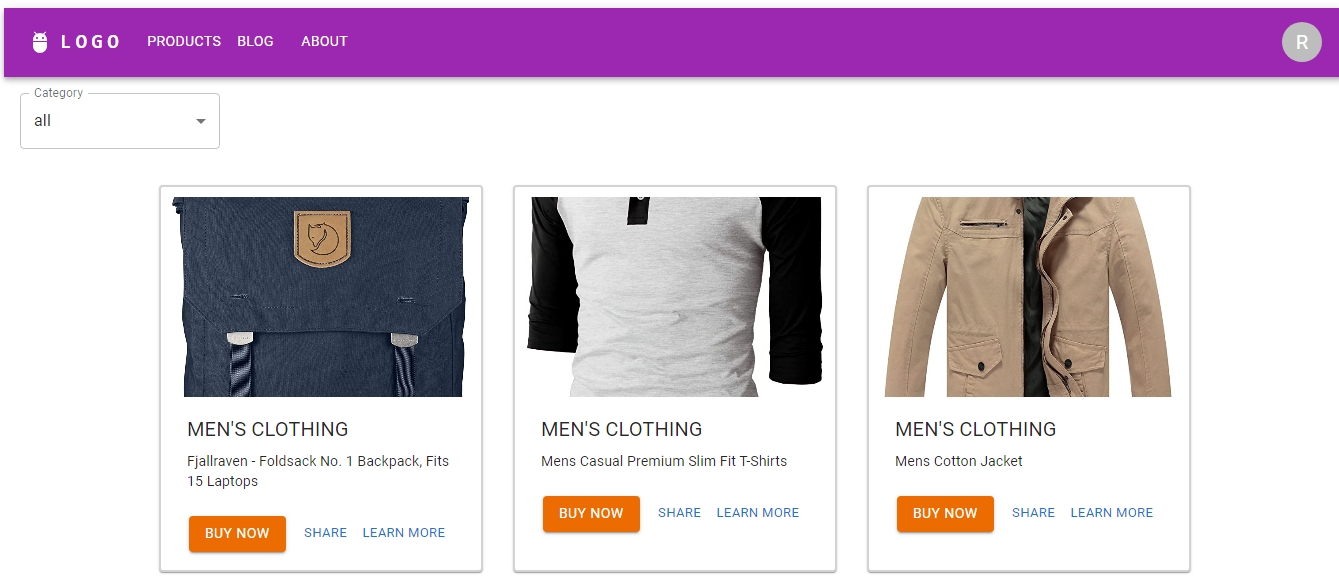 LOGO PRODUCTS BLOG ABOUT R
Category
all
MEN'S CLOTHING
Fjallraven - Foldsack No. 1 Backpack, Fits
15 Laptops
BUY NOW SHARE LEARN MORE
MEN'S CLOTHING
Mens Casual Premium Slim Fit T-Shirts
BUY NOW SHARE LEARN MORE
MEN'S CLOTHING
Mens Cotton Jacket
BUY NOW SHARE LEARN MORE